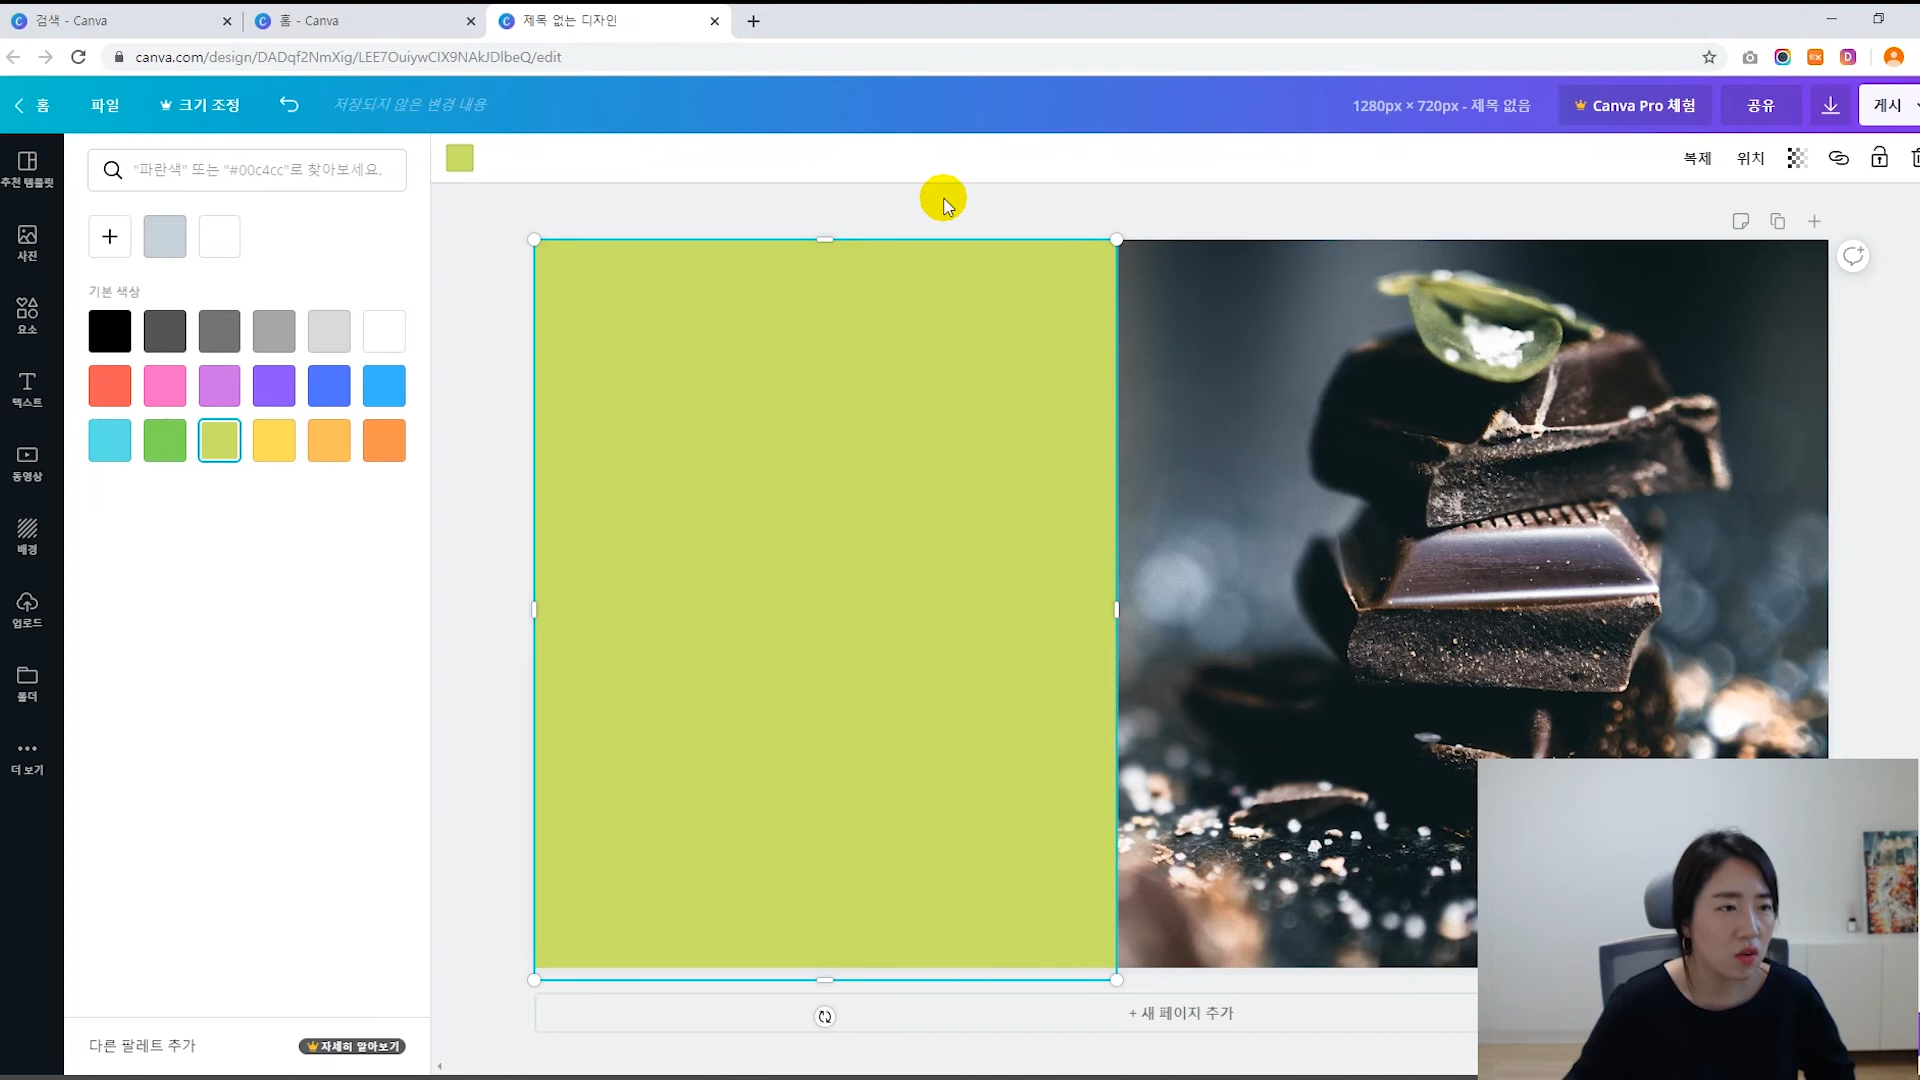 검색 - Canva
홈 - Canva
제목 없는 디자인
canva.com/design/DADqf2NmXig/LEE7OuiywCIX9NAkJDlbeQ/edit
홈
파일
크기 조정
저장되지 않은 변경 내용
1280px × 720px - 제목 없음
Canva Pro 체험
공유
게시
추천 템플릿
"파란색" 또는 "#00c4cc"로 찾아보세요.
복제
위치
사진
기본 색상
요소
텍스트
동영상
배경
업로드
폴더
더 보기
+ 새 페이지 추가
다른 팔레트 추가
자세히 알아보기